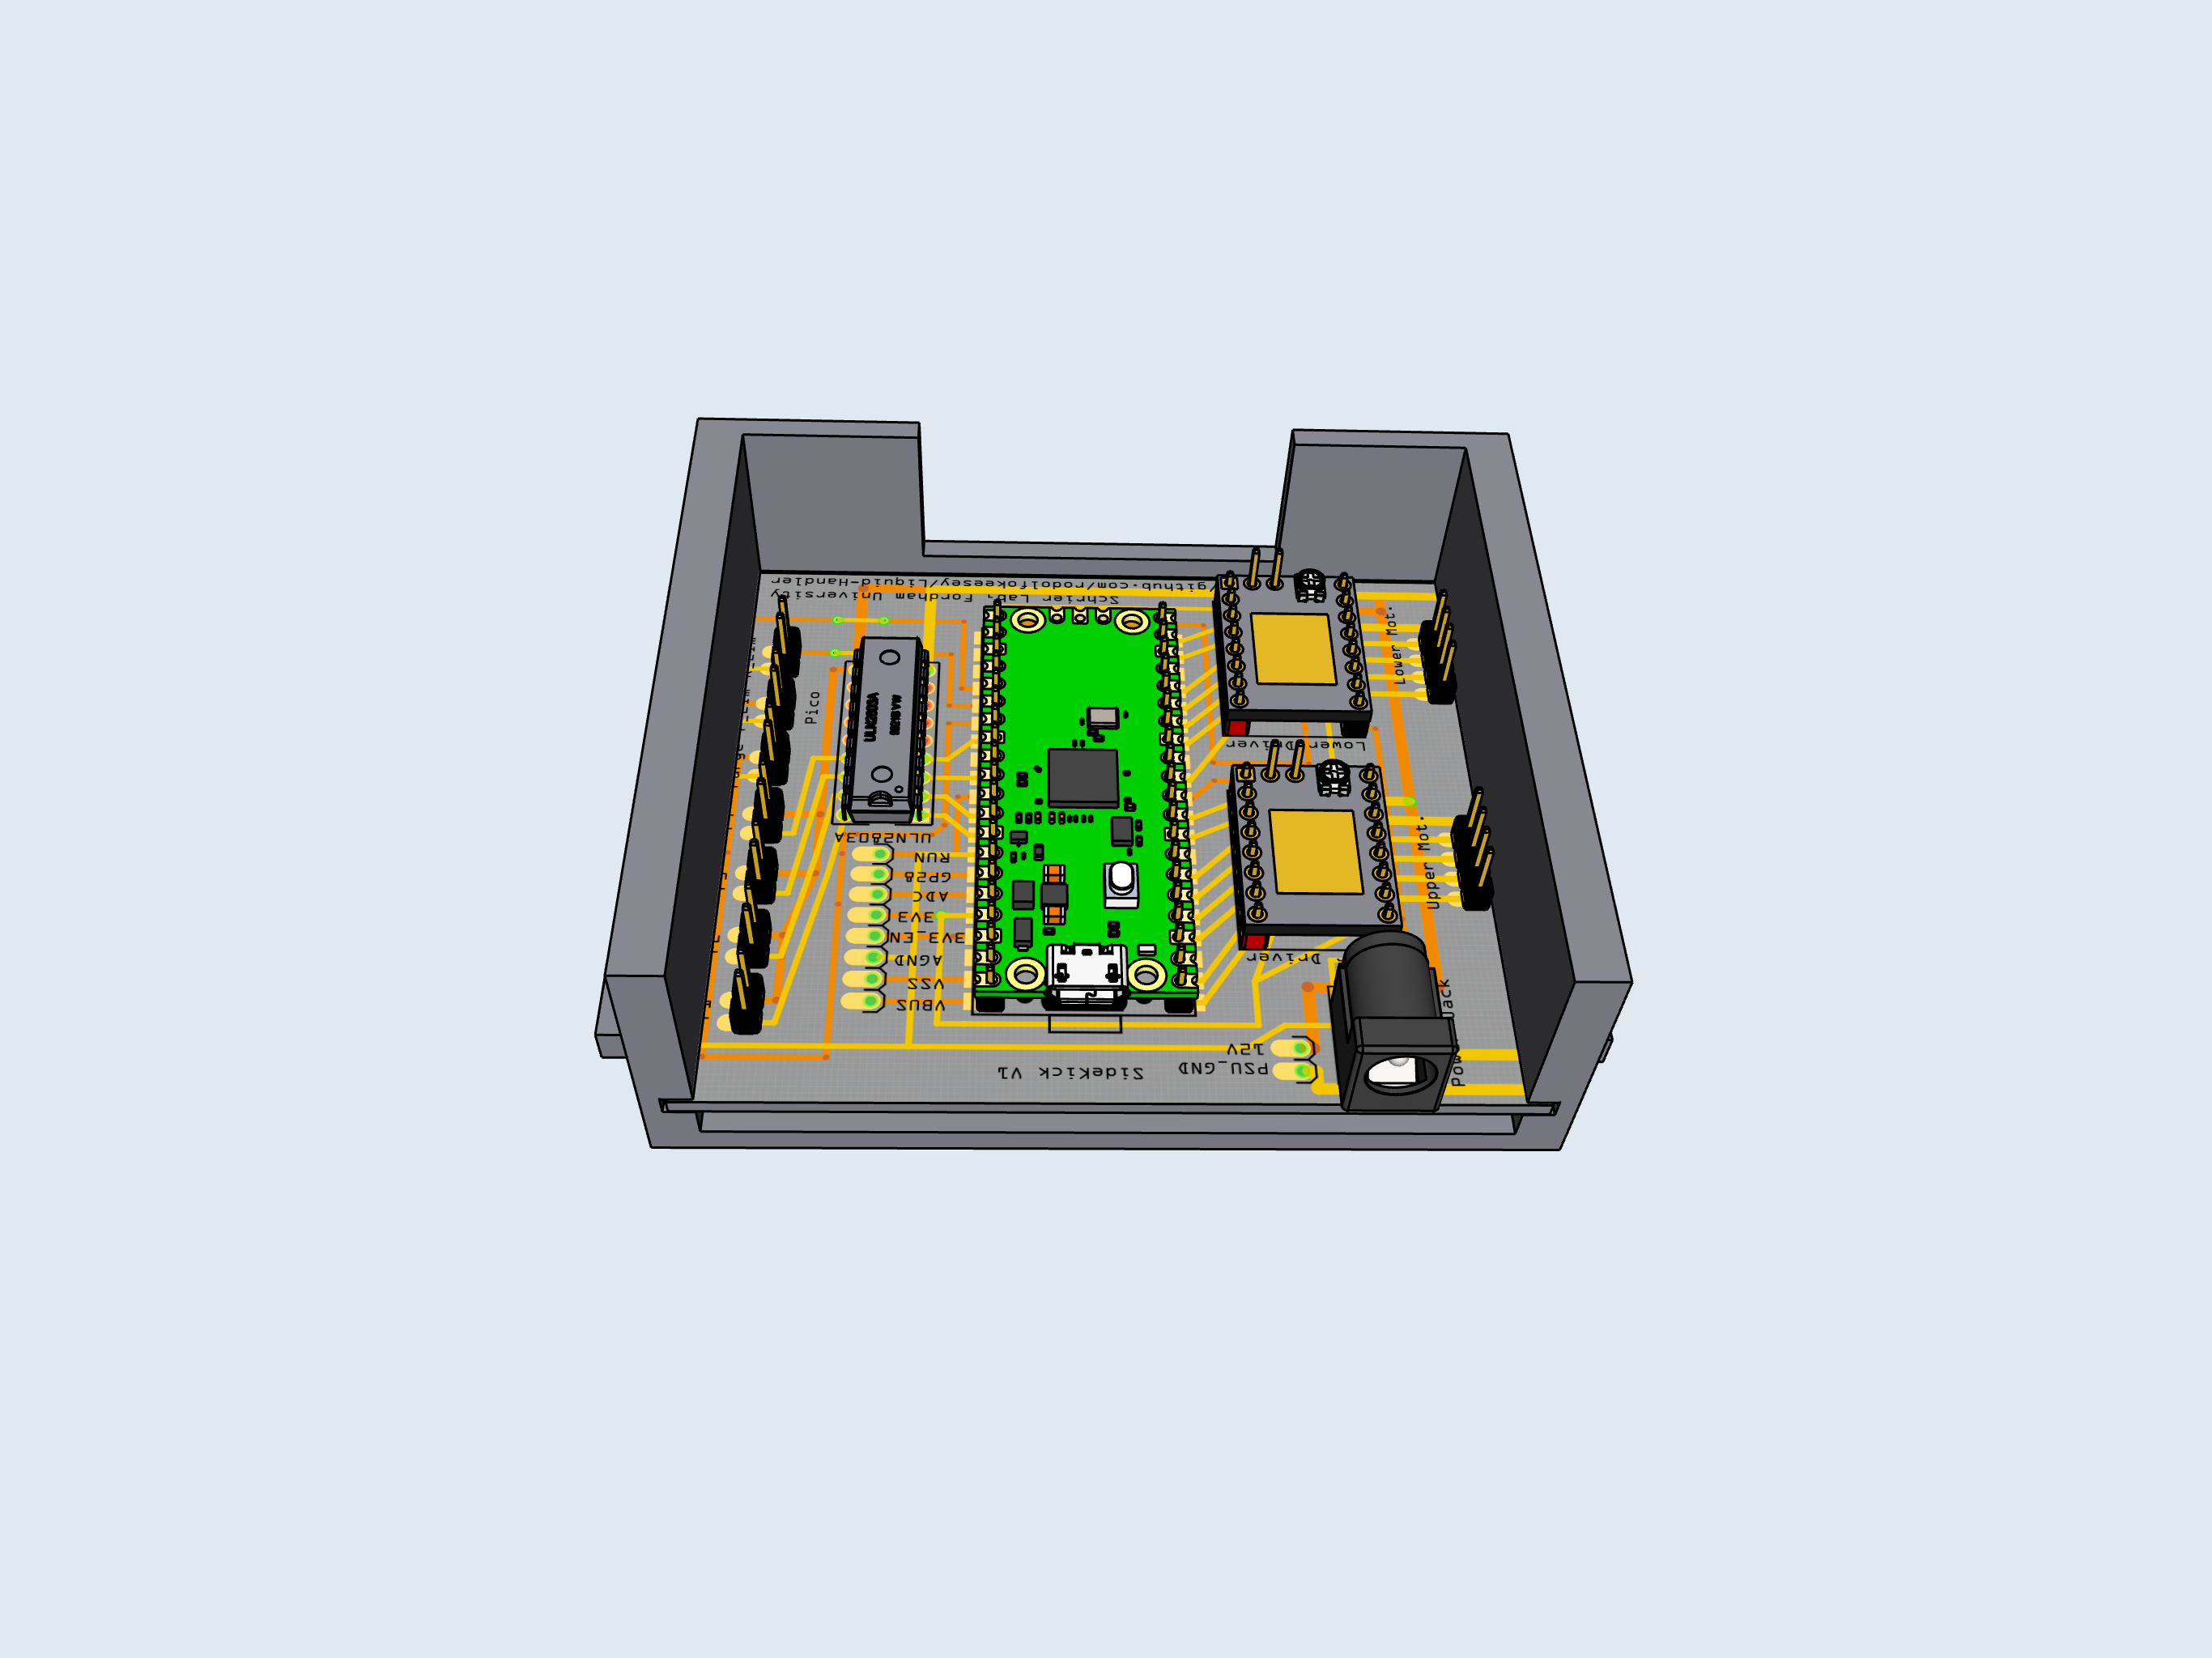 /github.com/rodolfokeesey/Liquid-Handler
Schrier Lab, Fordham University
Lower Mot.
Pico
ULN2803A
Lower Driver
ULN2803A
RUN
GP28
ADC
3V3
3V3_EN
AGND
VSS
VBUS
Upper Mot.
Driver
Jack
12V
PSU_GND
Sidekick V1